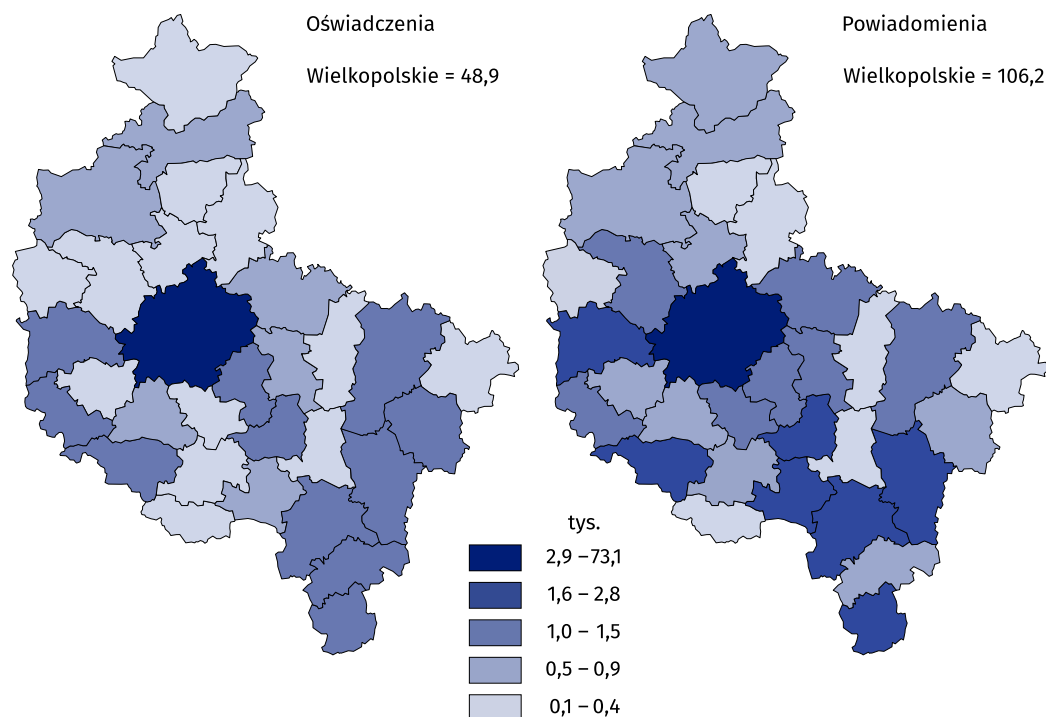 Oświadczenia
Wielkopolskie = 48,9
Powiadomienia
Wielkopolskie = 106,2
tys.
2,9 –73,1
1,6 – 2,8
1,0 – 1,5
0,5 – 0,9
0,1 – 0,4